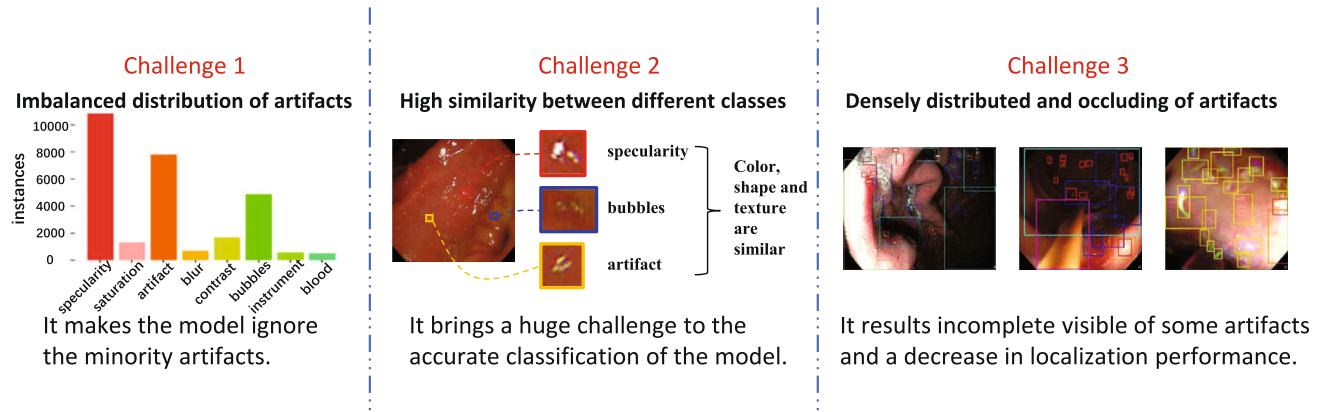 Challenge 1
Imbalanced distribution of artifacts
instances
10000
8000
6000
4000
2000
0
specularity
saturation
artifact
blur
contrast
bubbles
instrument
blood
It makes the model ignore
the minority artifacts.
Challenge 2
High similarity between different classes
specularity
bubbles
artifact
Color,
shape and
texture
are
similar
It brings a huge challenge to the
accurate classification of the model.
Challenge 3
Densely distributed and occluding of artifacts
It results incomplete visible of some artifacts
and a decrease in localization performance.